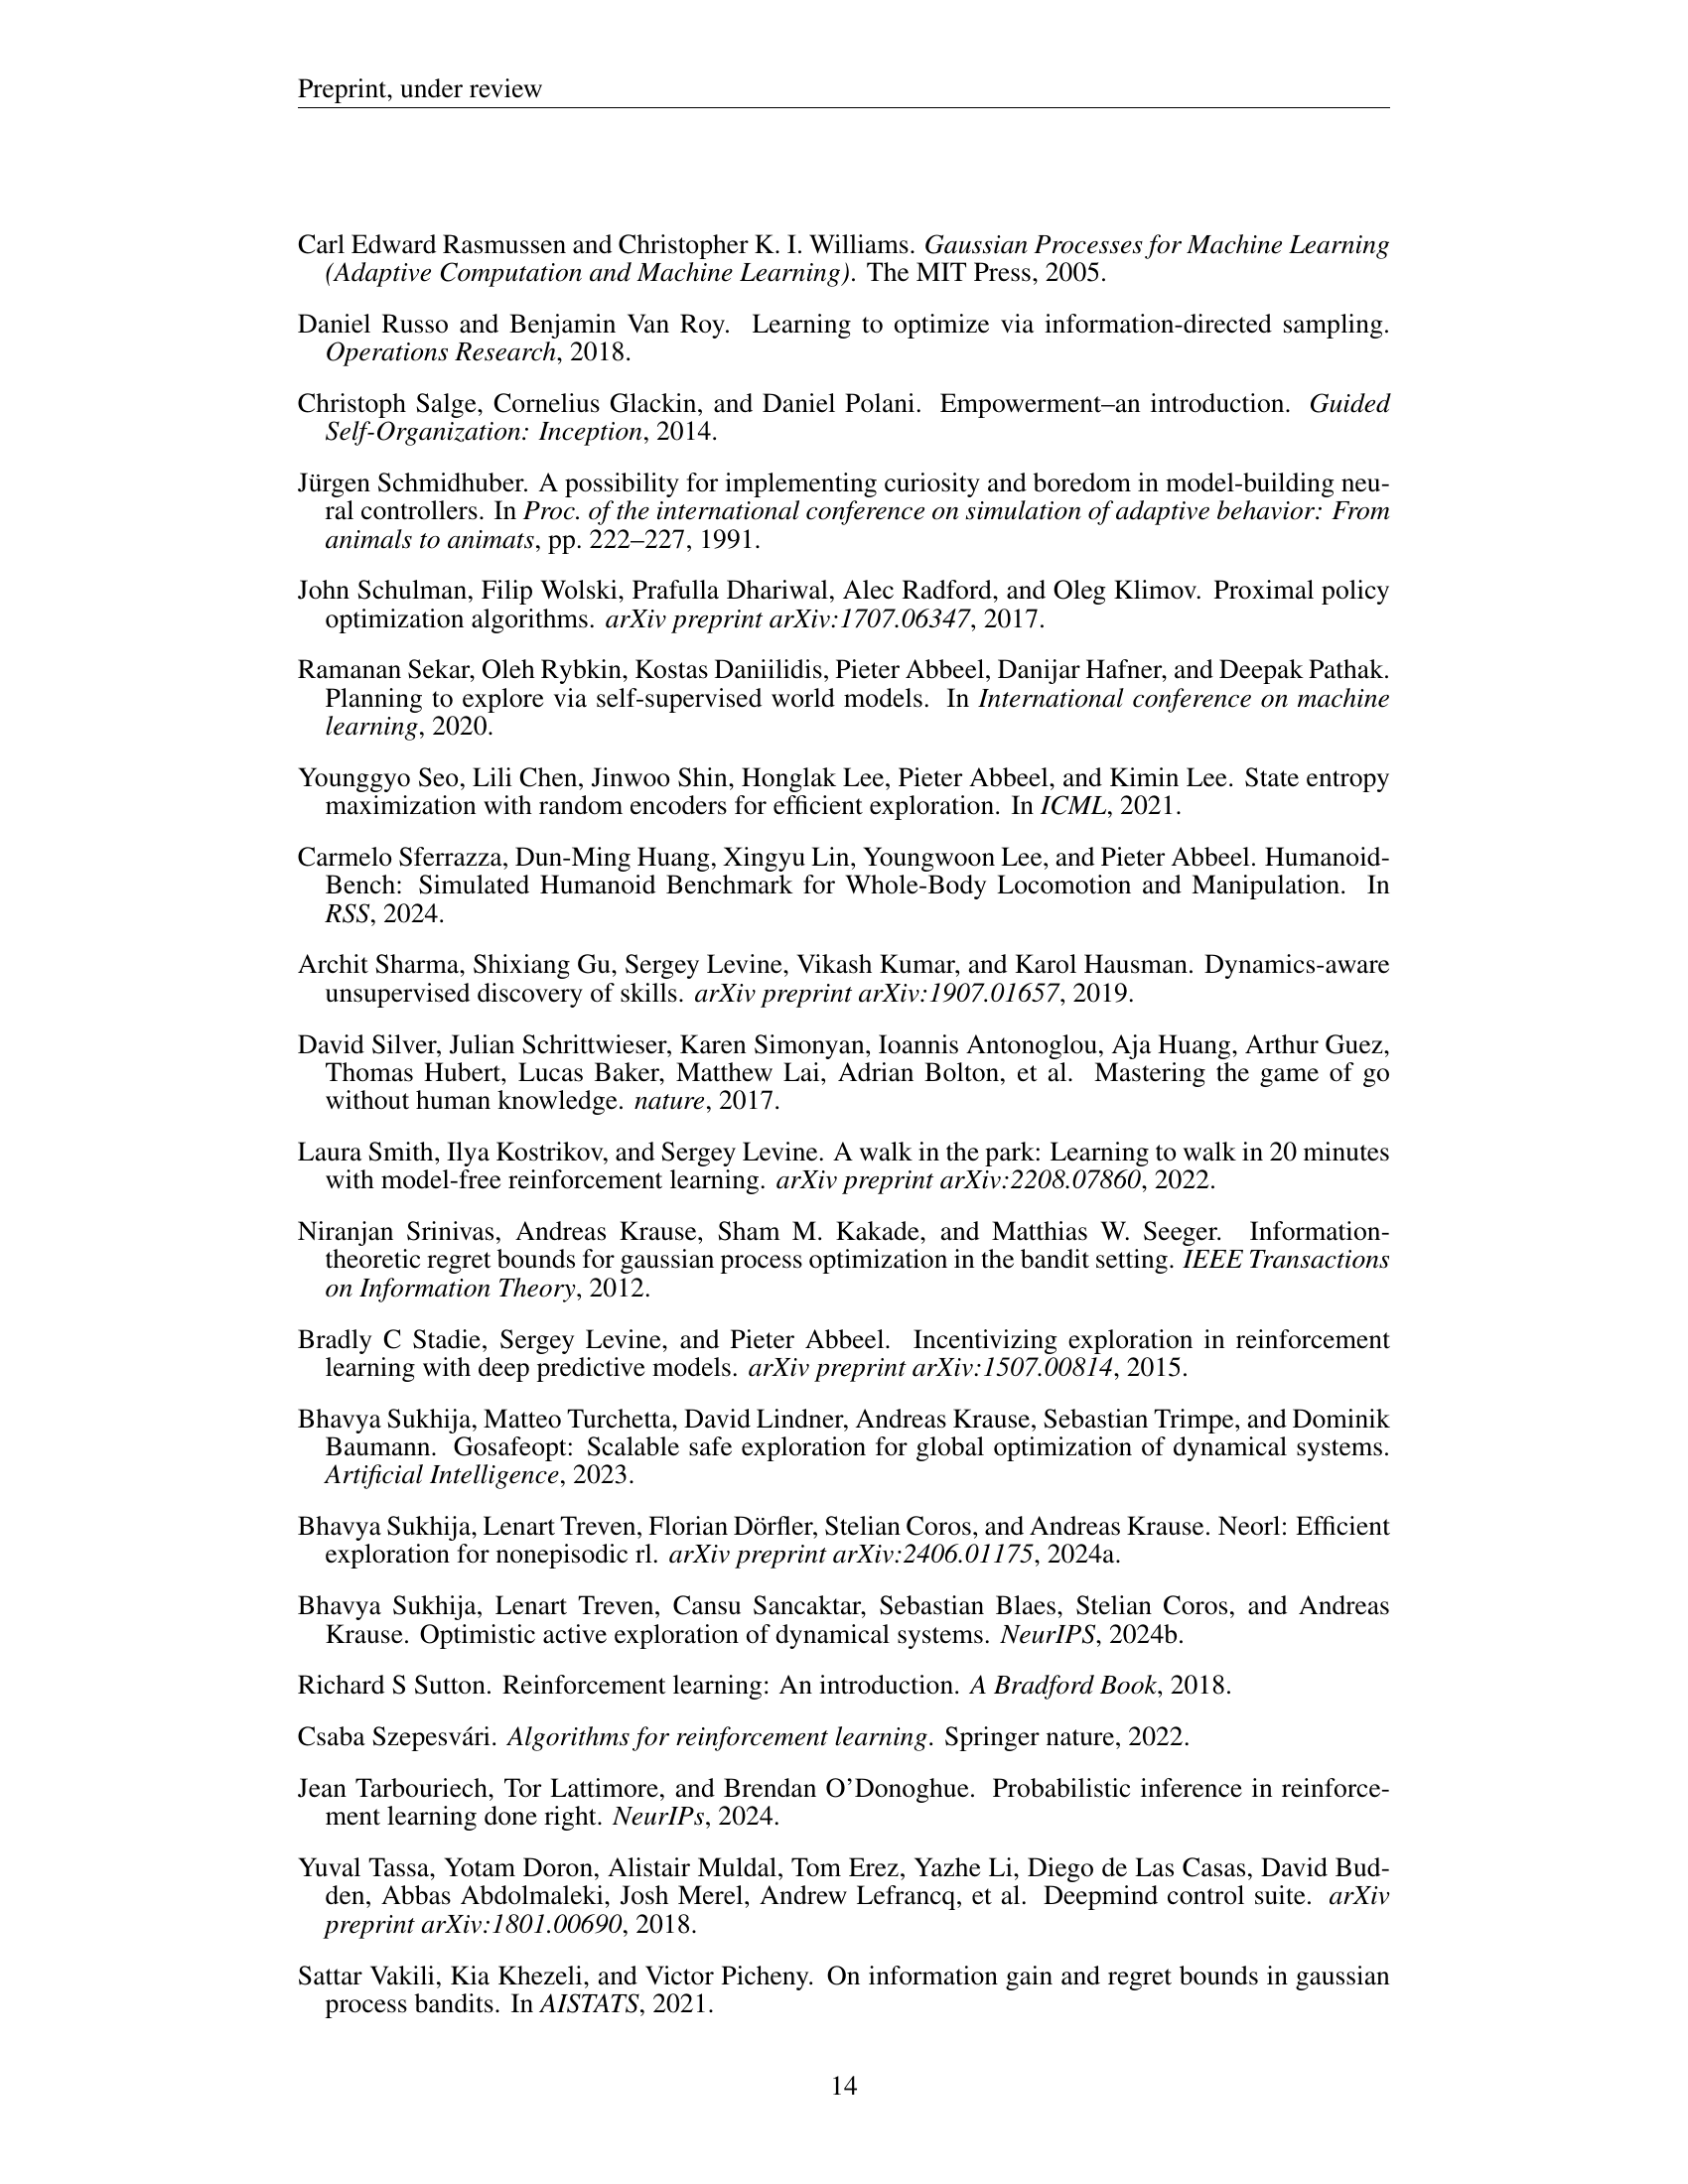 Preprint, under review
Carl Edward Rasmussen and Christopher K. I. Williams. Gaussian Processes for Machine Learning
(Adaptive Computation and Machine Learning). The MIT Press, 2005.
Daniel Russo and Benjamin Van Roy. Learning to optimize via information-directed sampling.
Operations Research, 2018.
Christoph Salge, Cornelius Glackin, and Daniel Polani. Empowerment–an introduction. Guided
Self-Organization: Inception, 2014.
Jürgen Schmidhuber. A possibility for implementing curiosity and boredom in model-building neu-
ral controllers. In Proc. of the international conference on simulation of adaptive behavior: From
animals to animats, pp. 222–227, 1991.
John Schulman, Filip Wolski, Prafulla Dhariwal, Alec Radford, and Oleg Klimov. Proximal policy
optimization algorithms. arXiv preprint arXiv:1707.06347, 2017.
Ramanan Sekar, Oleh Rybkin, Kostas Daniilidis, Pieter Abbeel, Danijar Hafner, and Deepak Pathak.
Planning to explore via self-supervised world models. In International conference on machine
learning, 2020.
Younggyo Seo, Lili Chen, Jinwoo Shin, Honglak Lee, Pieter Abbeel, and Kimin Lee. State entropy
maximization with random encoders for efficient exploration. In ICML, 2021.
Carmelo Sferrazza, Dun-Ming Huang, Xingyu Lin, Youngwoon Lee, and Pieter Abbeel. Humanoid-
Bench: Simulated Humanoid Benchmark for Whole-Body Locomotion and Manipulation. In
RSS, 2024.
Archit Sharma, Shixiang Gu, Sergey Levine, Vikash Kumar, and Karol Hausman. Dynamics-aware
unsupervised discovery of skills. arXiv preprint arXiv:1907.01657, 2019.
David Silver, Julian Schrittwieser, Karen Simonyan, Ioannis Antonoglou, Aja Huang, Arthur Guez,
Thomas Hubert, Lucas Baker, Matthew Lai, Adrian Bolton, et al. Mastering the game of go
without human knowledge. nature, 2017.
Laura Smith, Ilya Kostrikov, and Sergey Levine. A walk in the park: Learning to walk in 20 minutes
with model-free reinforcement learning. arXiv preprint arXiv:2208.07860, 2022.
Niranjan Srinivas, Andreas Krause, Sham M. Kakade, and Matthias W. Seeger. Information-
theoretic regret bounds for gaussian process optimization in the bandit setting. IEEE Transactions
on Information Theory, 2012.
Bradly C Stadie, Sergey Levine, and Pieter Abbeel. Incentivizing exploration in reinforcement
learning with deep predictive models. arXiv preprint arXiv:1507.00814, 2015.
Bhavya Sukhija, Matteo Turchetta, David Lindner, Andreas Krause, Sebastian Trimpe, and Dominik
Baumann. Gosafeopt: Scalable safe exploration for global optimization of dynamical systems.
Artificial Intelligence, 2023.
Bhavya Sukhija, Lenart Treven, Florian Dörfler, Stelian Coros, and Andreas Krause. Neorl: Efficient
exploration for nonepisodic rl. arXiv preprint arXiv:2406.01175, 2024a.
Bhavya Sukhija, Lenart Treven, Cansu Sancaktar, Sebastian Blaes, Stelian Coros, and Andreas
Krause. Optimistic active exploration of dynamical systems. NeurIPS, 2024b.
Richard S Sutton. Reinforcement learning: An introduction. A Bradford Book, 2018.
Csaba Szepesvári. Algorithms for reinforcement learning. Springer nature, 2022.
Jean Tarbouriech, Tor Lattimore, and Brendan O'Donoghue. Probabilistic inference in reinforce-
ment learning done right. NeurIPs, 2024.
Yuval Tassa, Yotam Doron, Alistair Muldal, Tom Erez, Yazhe Li, Diego de Las Casas, David Bud-
den, Abbas Abdolmaleki, Josh Merel, Andrew Lefrancq, et al. Deepmind control suite. arXiv
preprint arXiv:1801.00690, 2018.
Sattar Vakili, Kia Khezeli, and Victor Picheny. On information gain and regret bounds in gaussian
process bandits. In AISTATS, 2021.
14